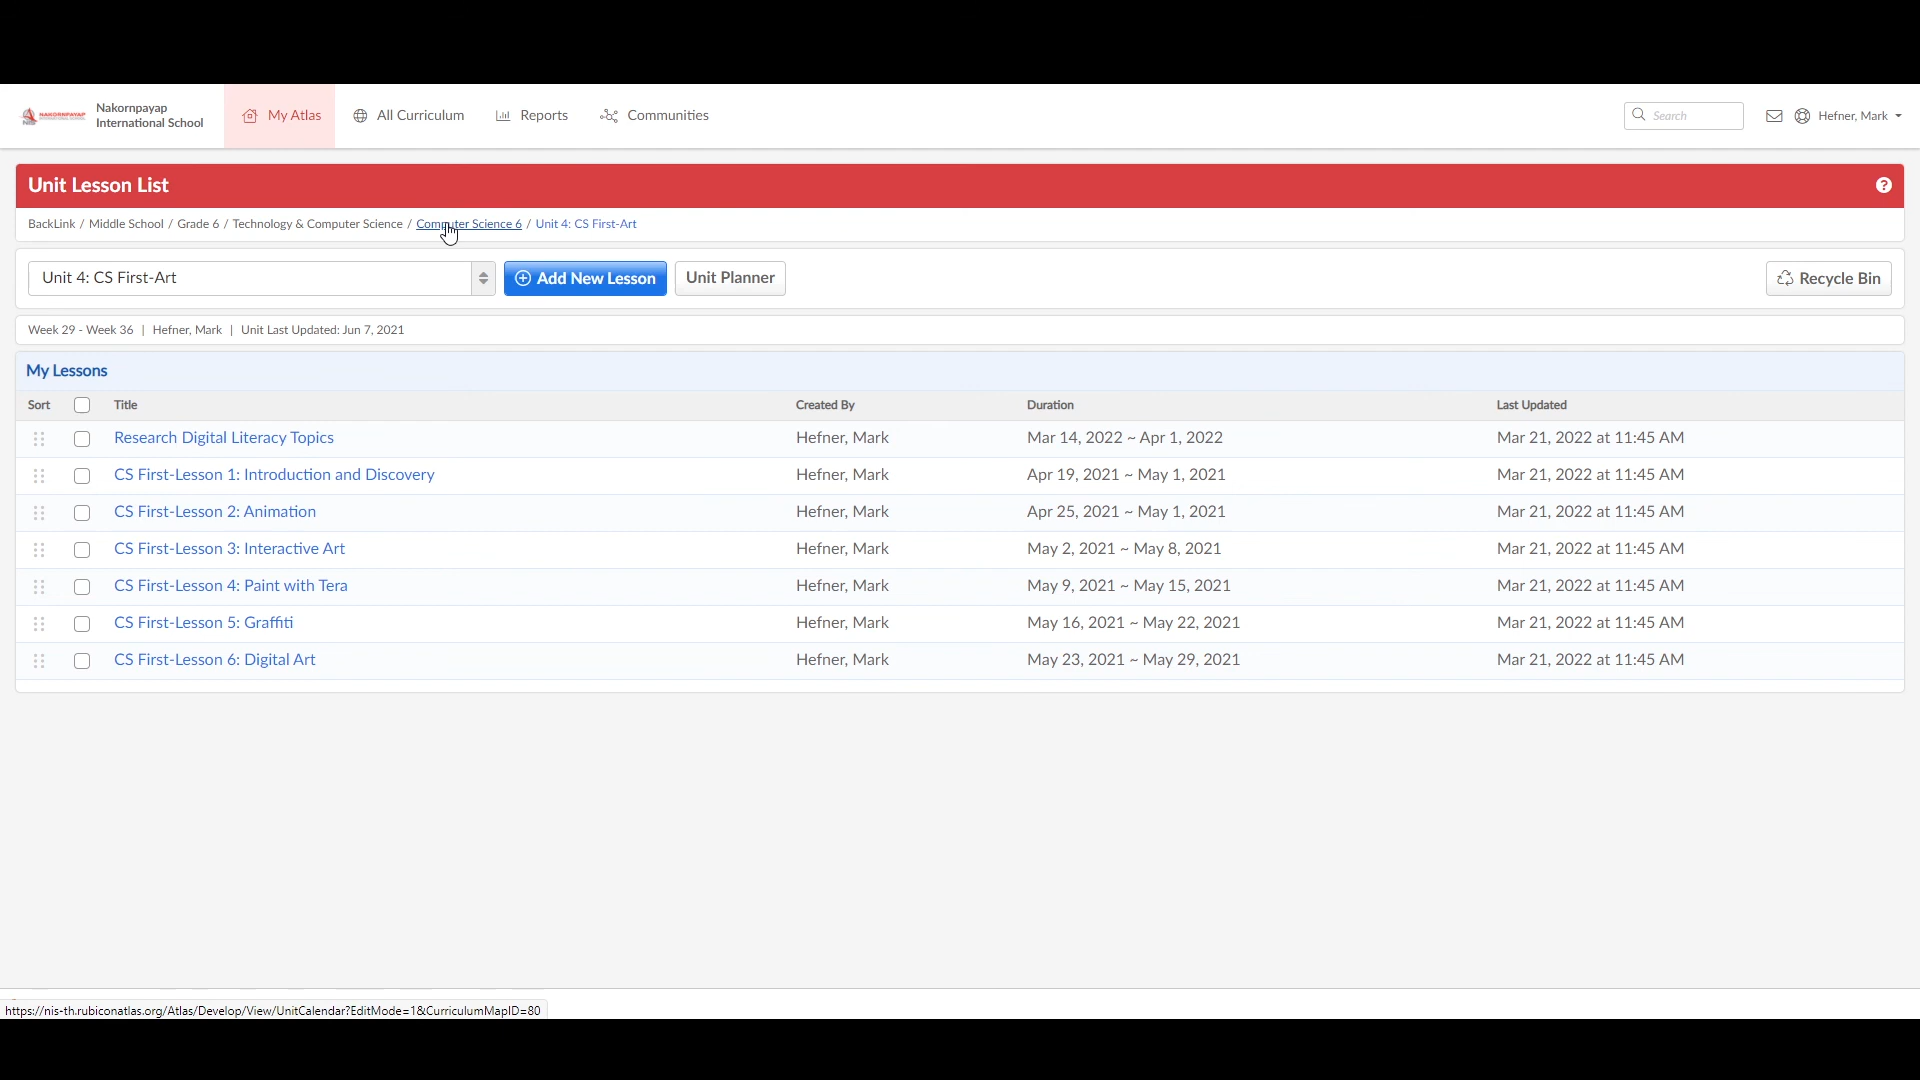 NAKORNPAYAP
Nakornpayap
International School
My Atlas
All Curriculum
Reports
Communities
Search
Hefner, Mark
Unit Lesson List
?
BackLink / Middle School / Grade 6 / Technology & Computer Science / Computer Science 6 / Unit 4: CS First-Art
Unit 4: CS First-Art
Add New Lesson
Unit Planner
Recycle Bin
Week 29 - Week 36 | Hefner, Mark | Unit Last Updated: Jun 7, 2021
My Lessons
Sort Title Created By Duration Last Updated
Research Digital Literacy Topics Hefner, Mark Mar 14, 2022 ~ Apr 1, 2022 Mar 21, 2022 at 11:45 AM
CS First-Lesson 1: Introduction and Discovery Hefner, Mark Apr 19, 2021 ~ May 1, 2021 Mar 21, 2022 at 11:45 AM
CS First-Lesson 2: Animation Hefner, Mark Apr 25, 2021 ~ May 1, 2021 Mar 21, 2022 at 11:45 AM
CS First-Lesson 3: Interactive Art Hefner, Mark May 2, 2021 ~ May 8, 2021 Mar 21, 2022 at 11:45 AM
CS First-Lesson 4: Paint with Tera Hefner, Mark May 9, 2021 ~ May 15, 2021 Mar 21, 2022 at 11:45 AM
CS First-Lesson 5: Graffiti Hefner, Mark May 16, 2021 ~ May 22, 2021 Mar 21, 2022 at 11:45 AM
CS First-Lesson 6: Digital Art Hefner, Mark May 23, 2021 ~ May 29, 2021 Mar 21, 2022 at 11:45 AM
https://nis-th.rubiconatlas.org/Atlas/Develop/View/UnitCalendar?EditMode=1&CurriculumMapID=80